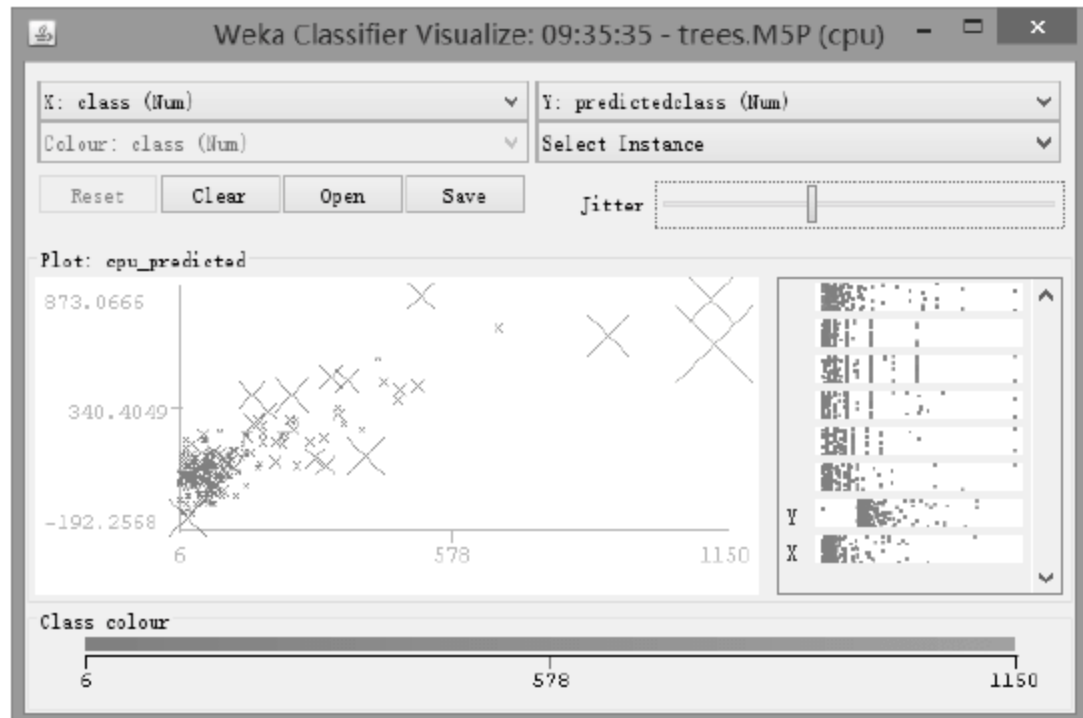 Weka Classifier Visualize: 09:35:35 - trees.M5P (cpu)
X: class (Num)
Y: predictedclass (Num)
Colour: class (Num)
Select Instance
Reset
Clear
Open
Save
Jitter
Plot: cpu_predicted
873.0666
340.4049
-192.2568
6
578
1150
Y
X
Class colour
6
578
1150